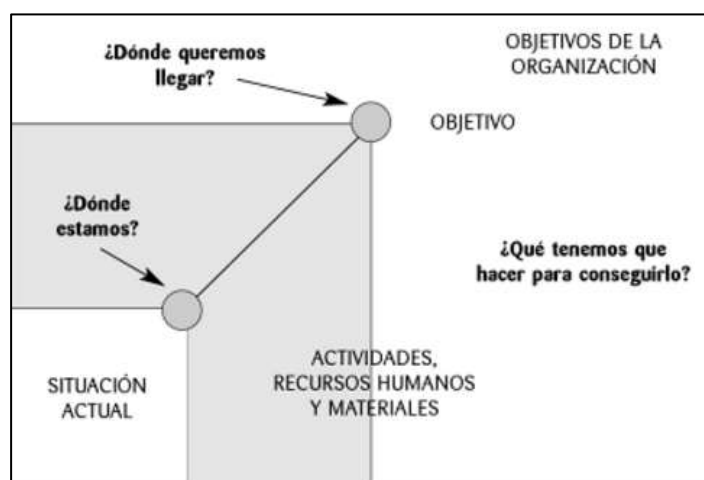 ¿Dónde queremos
llegar?
OBJETIVOS DE LA
ORGANIZACIÓN
OBJETIVO
¿Dónde
estamos?
¿Qué tenemos que
hacer para conseguirlo?
SITUACIÓN
ACTUAL
ACTIVIDADES,
RECURSOS HUMANOS
Y MATERIALES